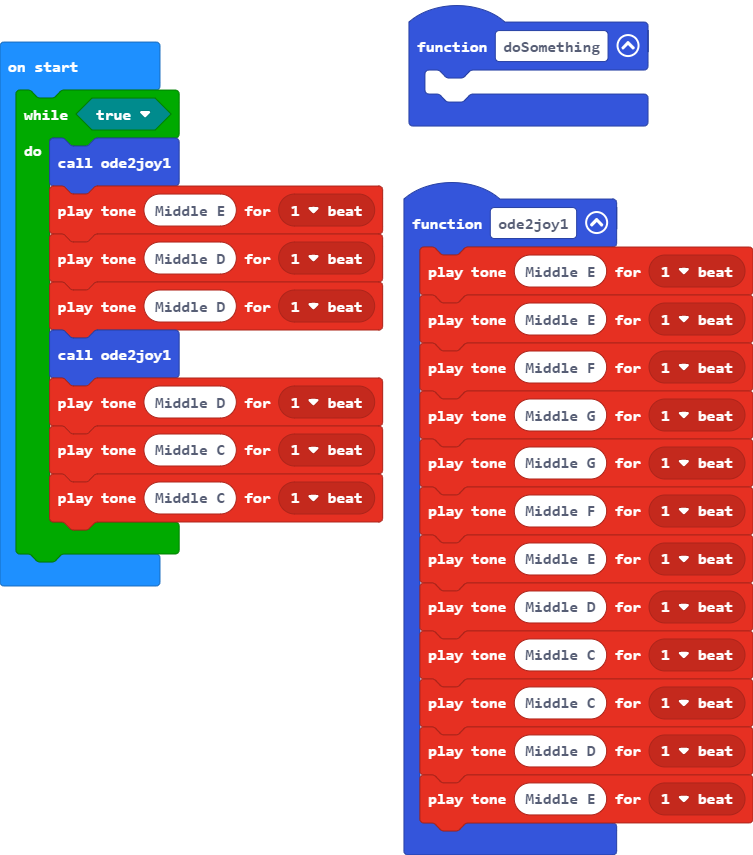 on start
while true
do
call ode2joy1
play tone Middle E for 1 beat
play tone Middle D for 1 beat
play tone Middle D for 1 beat
call ode2joy1
play tone Middle D for 1 beat
play tone Middle C for 1 beat
play tone Middle C for 1 beat
function doSomething
function ode2joy1
play tone Middle E for 1 beat
play tone Middle E for 1 beat
play tone Middle F for 1 beat
play tone Middle G for 1 beat
play tone Middle G for 1 beat
play tone Middle F for 1 beat
play tone Middle E for 1 beat
play tone Middle D for 1 beat
play tone Middle C for 1 beat
play tone Middle C for 1 beat
play tone Middle D for 1 beat
play tone Middle E for 1 beat